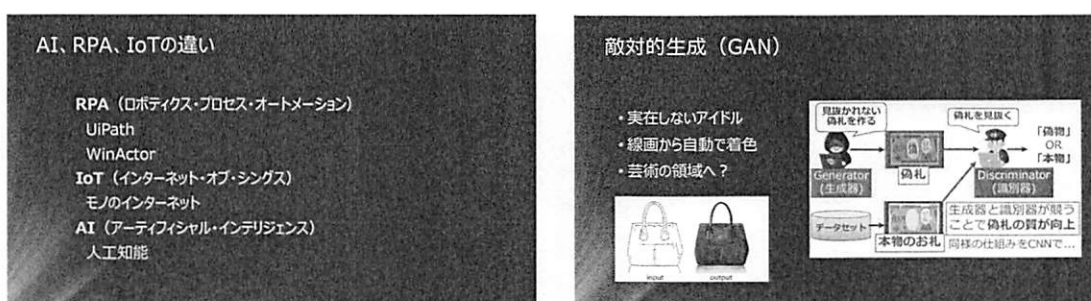 AI、RPA、IoTの違い
RPA（ロボティクス・プロセス・オートメーション）
UiPath
WinActor
IoT（インターネット・オブ・シングス）
モノのインターネット
AI（アーティフィシャル・インテリジェンス）
人工知能
敵対的生成（GAN）
・実在しないアイドル
・線画から自動で着色
・芸術の領域へ？
input
output
見抜かれない
偽札を作る
偽札を見抜く
「偽物」
OR
「本物」
Generator
(生成器)
偽札
Discriminator
(識別器)
データセット
本物のお札
生成器と識別器が競う
ことで偽札の質が向上
同様の仕組みをCNNで…